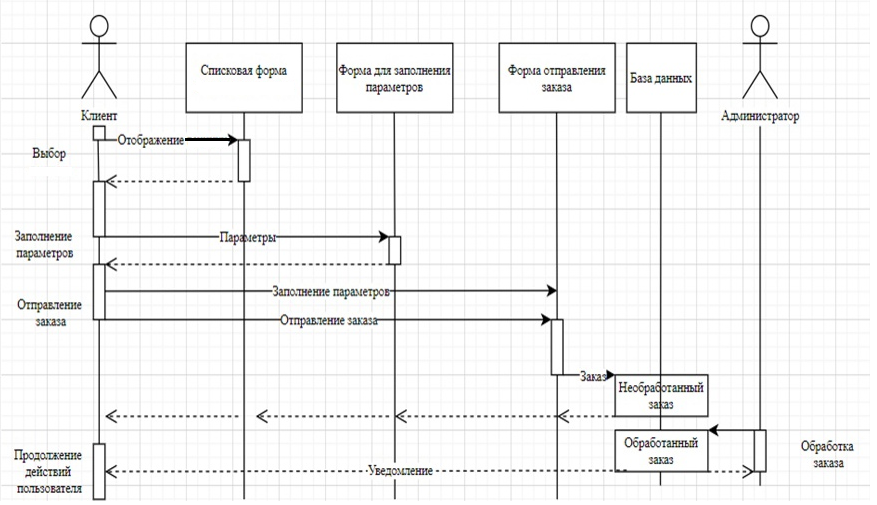 Списковая форма
Форма для заполнения
параметров
Форма отправления
заказа
База данных
Клиент
Администратор
Отображение
Выбор
Заполнение
параметров
Параметры
Заполнение параметров
Отправление
заказа
Отправление заказа
Заказ
Необработанный
заказ
Обработанный
заказ
Обработка
заказа
Продолжение
действий
пользователя
Уведомление